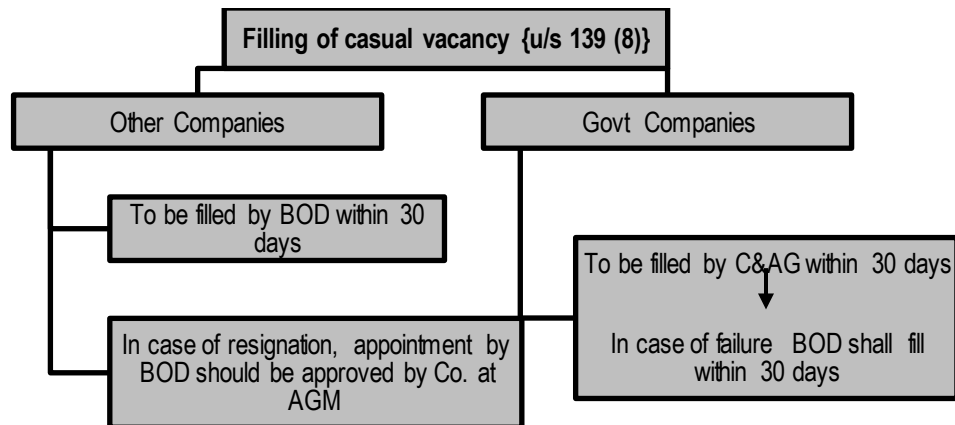 Filling of casual vacancy {u/s 139 (8)}
Other Companies
Govt Companies
To be filled by BOD within 30
days
In case of resignation, appointment by
BOD should be approved by Co. at
AGM
To be filled by C&AG within 30 days
In case of failure BOD shall fill
within 30 days